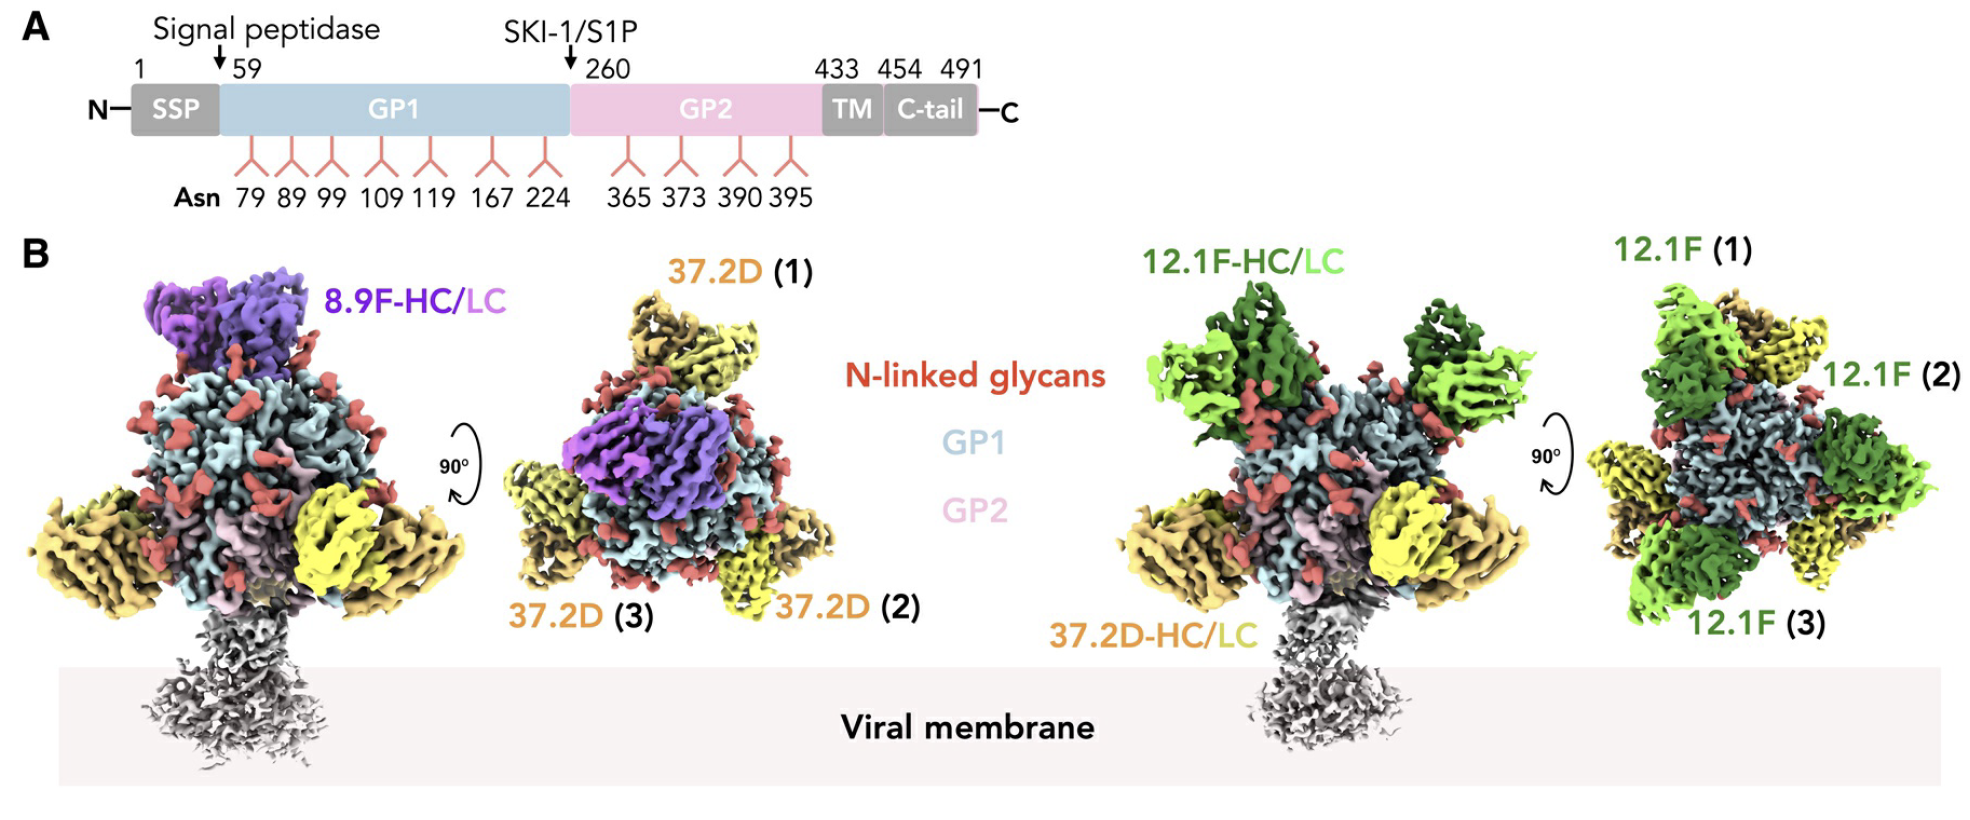 A
Signal peptidase
SKI-1/S1P
1 59 260 433 454 491
N SSP GP1 GP2 TM C-tail C
Asn 79 89 99 109 119 167 224 365 373 390 395
B
8.9F-HC/LC
37.2D (1)
90º
37.2D (3)
37.2D (2)
N-linked glycans
GP1
GP2
12.1F-HC/LC
37.2D-HC/LC
90º
12.1F (1)
12.1F (2)
12.1F (3)
Viral membrane